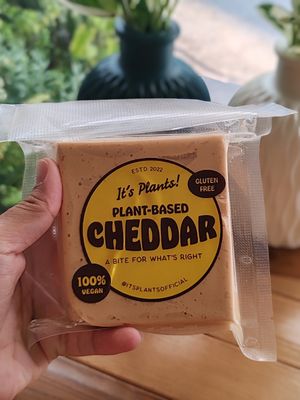 ESTD 2022
It's Plants!
GLUTEN
FREE
PLANT-BASED
CHEDDAR
A BITE FOR WHAT'S RIGHT
100%
VEGAN
@ITSPLANTSOFFICIAL